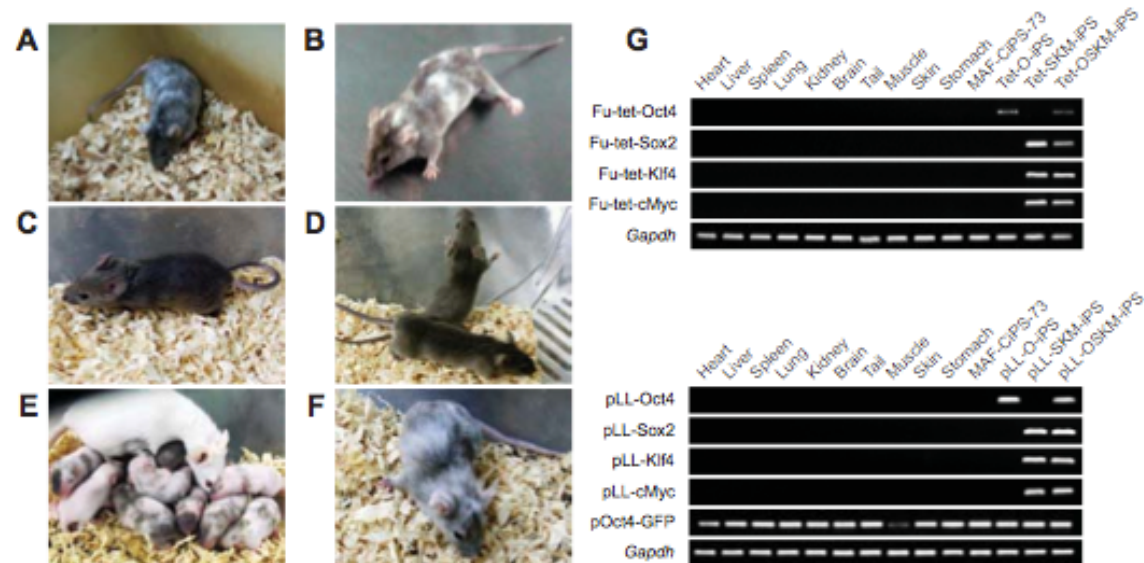 A
B
C
D
E
F
G
Heart
Liver
Spleen
Lung
Kidney
Brain
Tail
Muscle
Skin
Stomach
MAF-CiPS-73
Tet-O-iPS
Tet-SKM-iPS
Tet-OSKM-iPS
Fu-tet-Oct4
Fu-tet-Sox2
Fu-tet-Klf4
Fu-tet-cMyc
Gapdh
Heart
Liver
Spleen
Lung
Kidney
Brain
Tail
Muscle
Skin
Stomach
MAF-CiPS-73
pLL-O-iPS
pLL-SKM-iPS
pLL-OSKM-iPS
pLL-Oct4
pLL-Sox2
pLL-Klf4
pLL-cMyc
pOct4-GFP
Gapdh